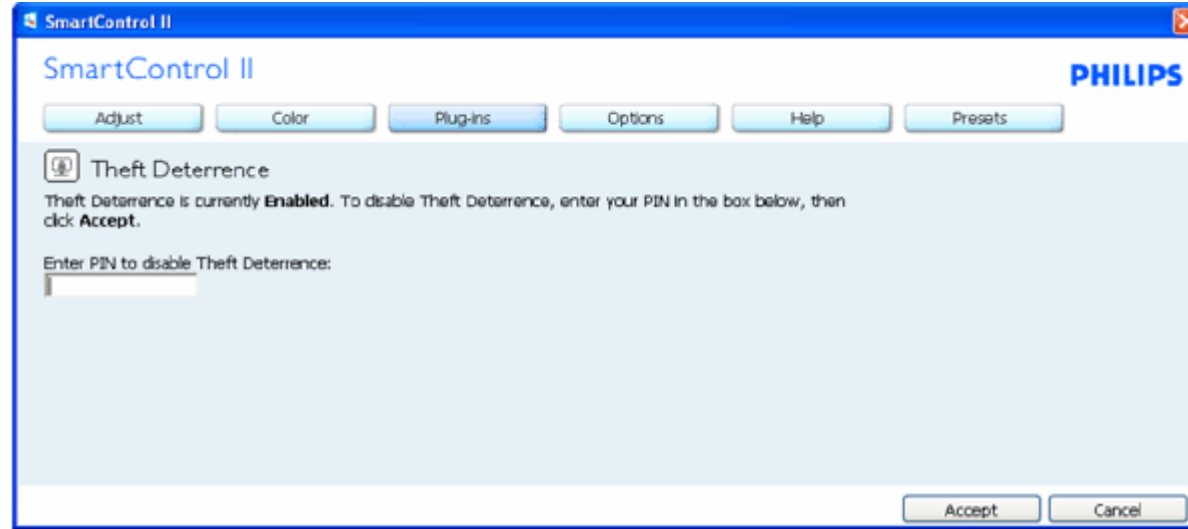 SmartControl II
SmartControl II
PHILIPS
Adjust Color Plug-ins Options Help Presets
Theft Deterrence
Theft Deterrence is currently Enabled. To disable Theft Deterrence, enter your PIN in the box below, then
click Accept.
Enter PIN to disable Theft Deterrence:
Accept Cancel